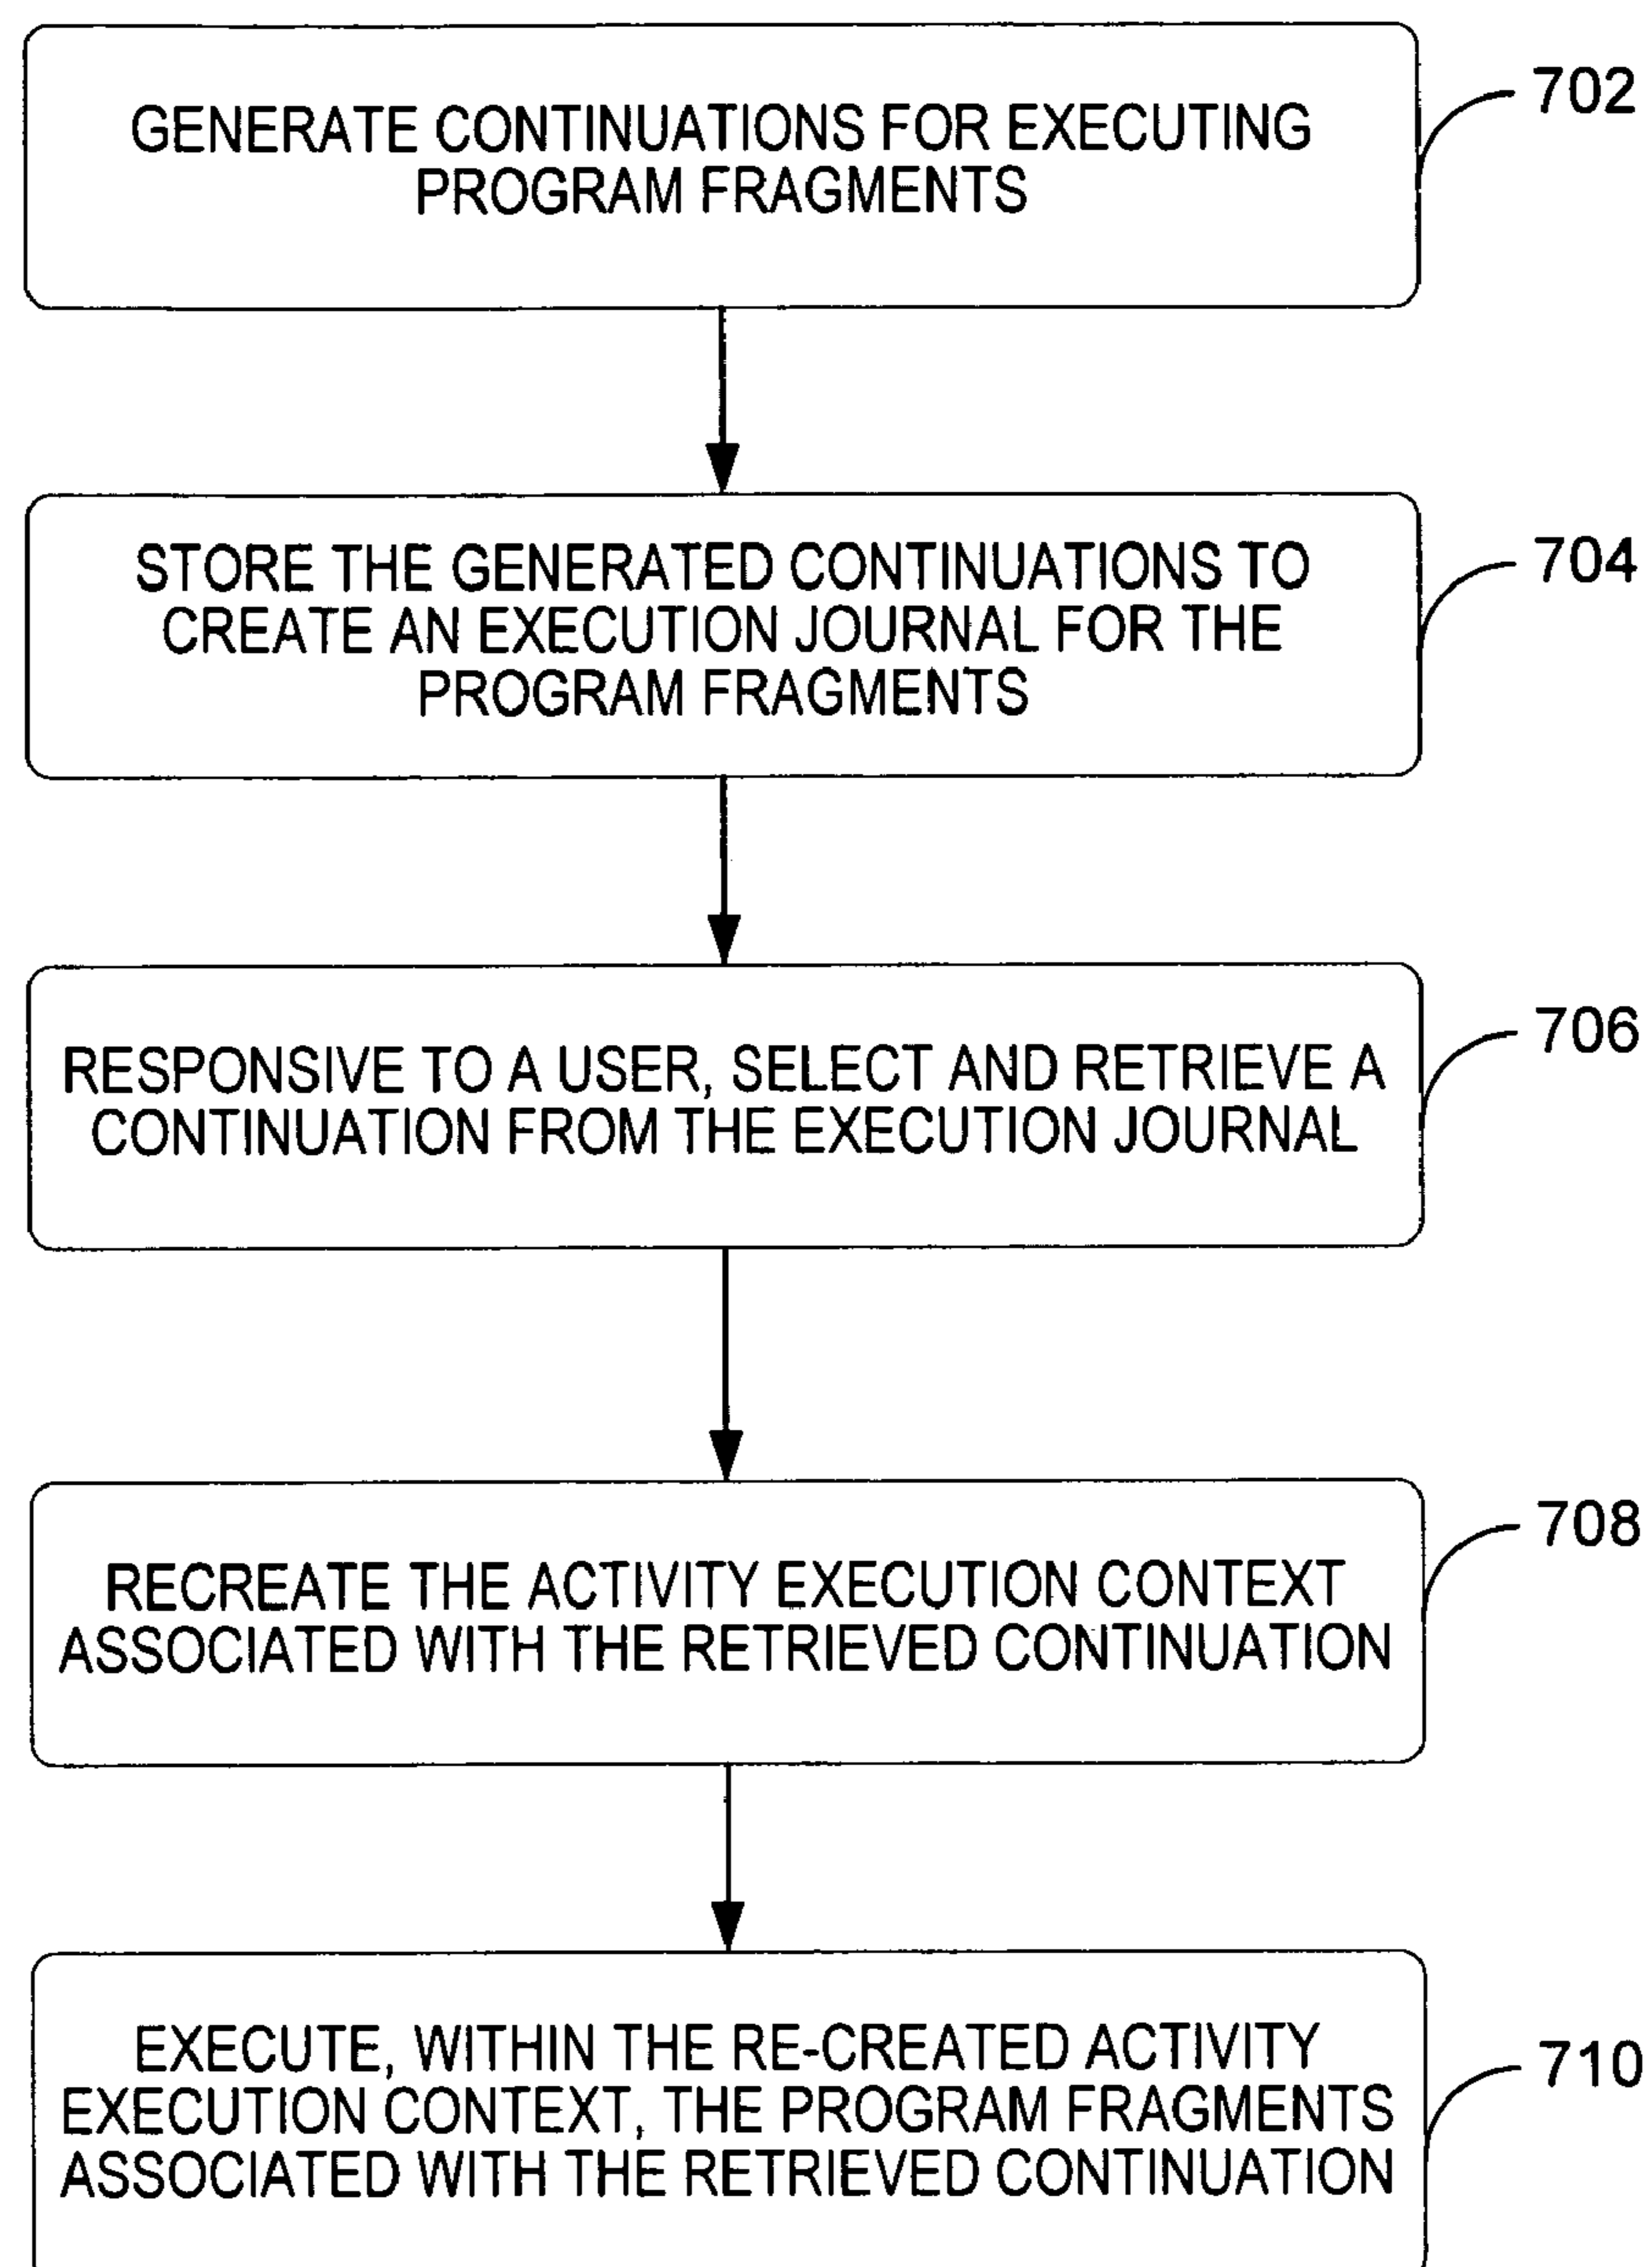 GENERATE CONTINUATIONS FOR EXECUTING
PROGRAM FRAGMENTS
702
STORE THE GENERATED CONTINUATIONS TO
CREATE AN EXECUTION JOURNAL FOR THE
PROGRAM FRAGMENTS
704
RESPONSIVE TO A USER, SELECT AND RETRIEVE A
CONTINUATION FROM THE EXECUTION JOURNAL
706
RECREATE THE ACTIVITY EXECUTION CONTEXT
ASSOCIATED WITH THE RETRIEVED CONTINUATION
708
EXECUTE, WITHIN THE RE-CREATED ACTIVITY
EXECUTION CONTEXT, THE PROGRAM FRAGMENTS
ASSOCIATED WITH THE RETRIEVED CONTINUATION
710